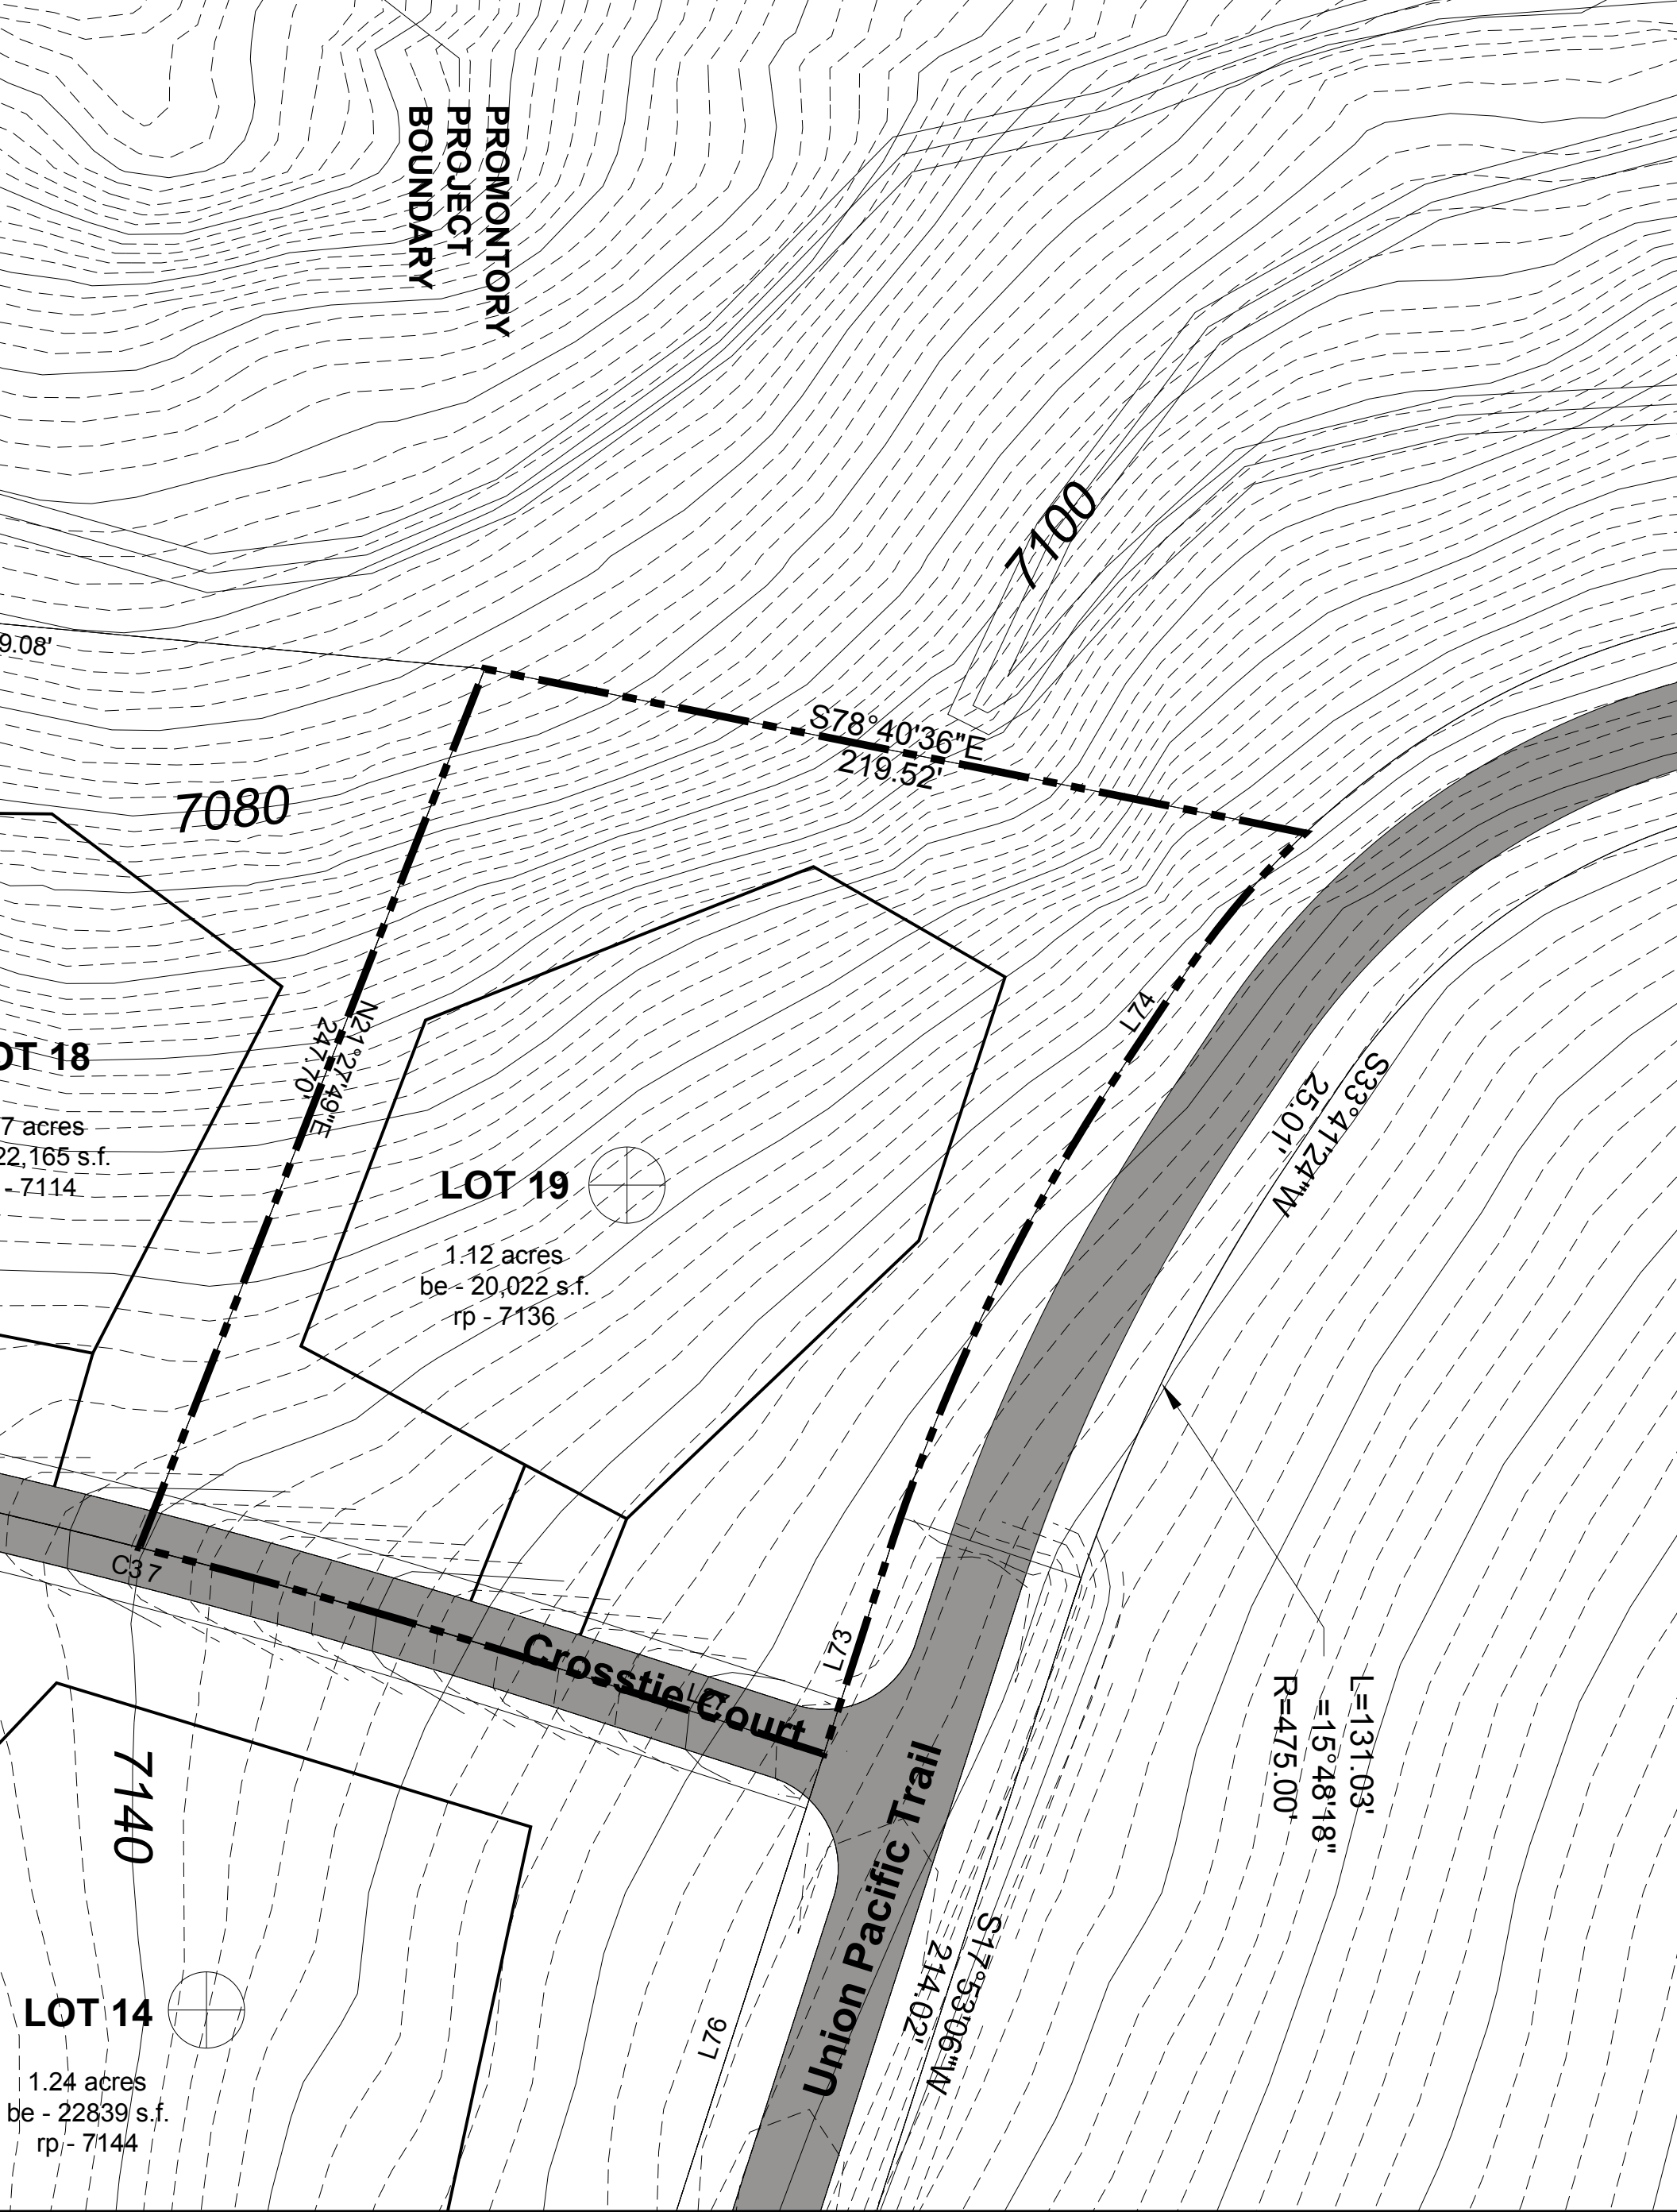 PROMONTORY
PROJECT
BOUNDARY
7100
9.08'
S78°40'36"E
219.52'
7080
L74
N21°27'49"E
247.70'
OT 18
7 acres
22,165 s.f.
- 7114
S33°41'24"W
25.01'
LOT 19
1.12 acres
be - 20,022 s.f.
rp - 7136
C37
L73
Crosstie Court
L=131.03'
=15°48'18"
R=475.00'
7140
Union Pacific Trail
S17°53'06"W
214.02'
L76
LOT 14
1.24 acres
be - 22839 s.f.
rp - 7144